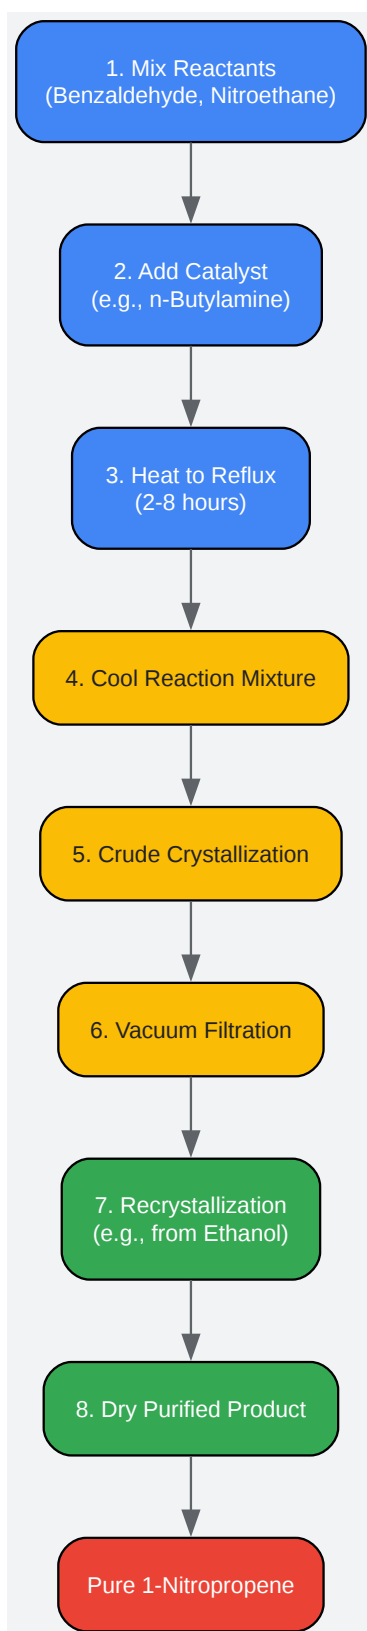 1. Mix Reactants
(Benzaldehyde, Nitroethane)
2. Add Catalyst
(e.g., n-Butylamine)
3. Heat to Reflux
(2-8 hours)
4. Cool Reaction Mixture
5. Crude Crystallization
6. Vacuum Filtration
7. Recrystallization
(e.g., from Ethanol)
8. Dry Purified Product
Pure 1-Nitropropene